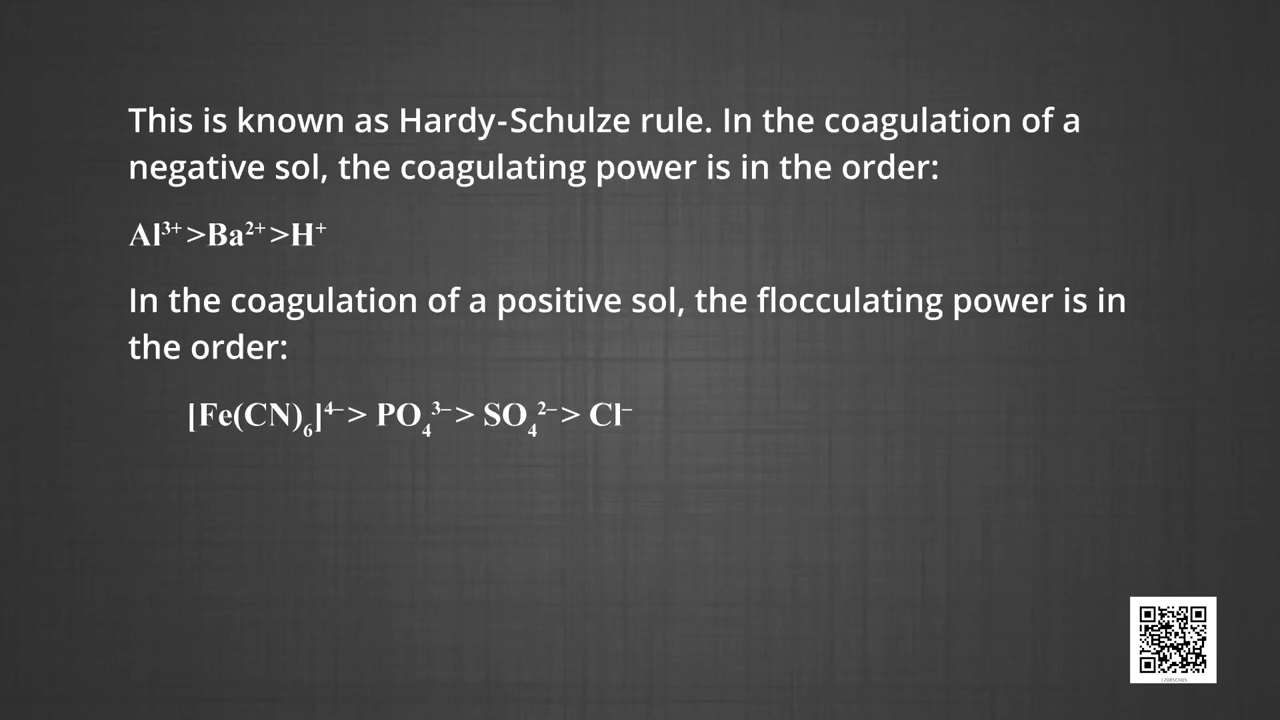 This is known as Hardy-Schulze rule. In the coagulation of a
negative sol, the coagulating power is in the order:
Al³⁺ >Ba²⁺ >H⁺
In the coagulation of a positive sol, the flocculating power is in
the order:
[Fe(CN)₆]⁴⁻ > PO₄³⁻ > SO₄²⁻ > Cl⁻